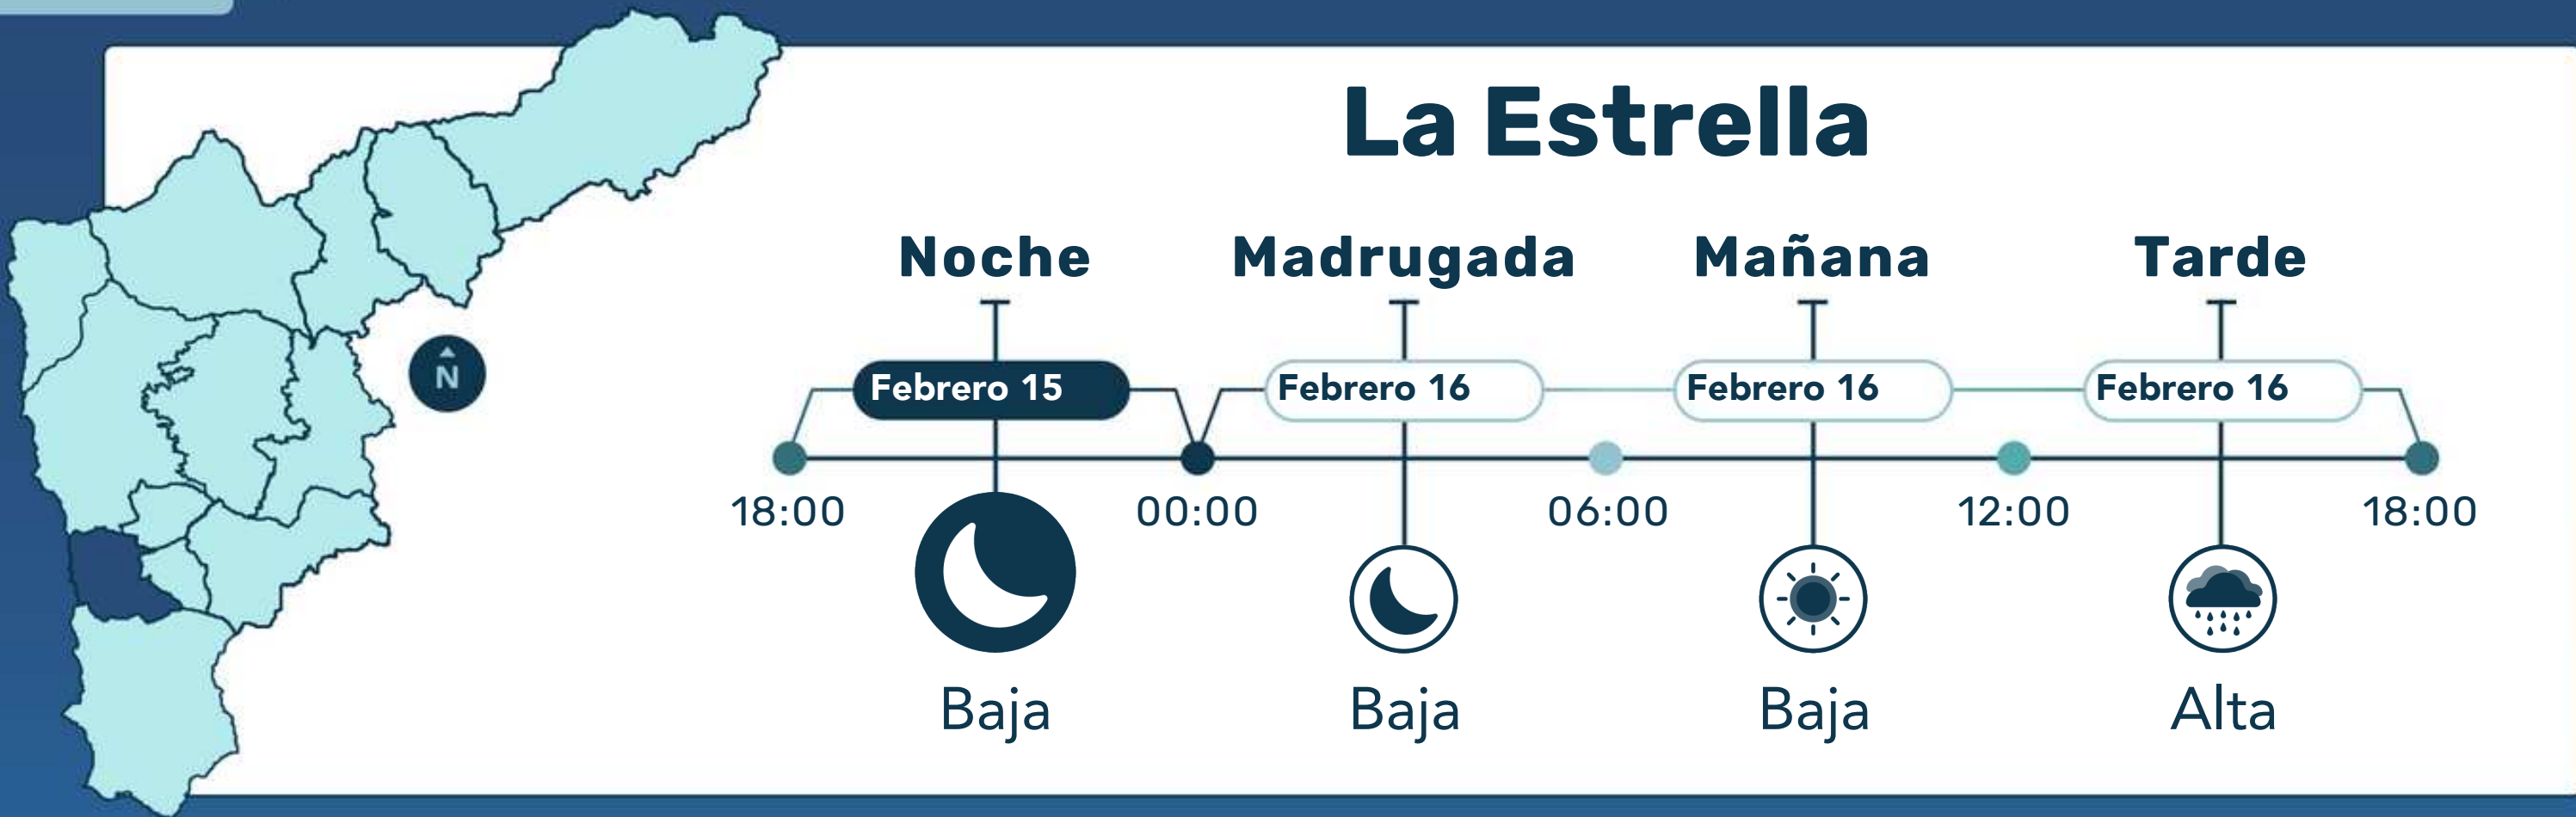 La Estrella
Noche Madrugada Mañana Tarde
N
Febrero 15 Febrero 16 Febrero 16 Febrero 16
18:00 00:00 06:00 12:00 18:00
Baja Baja Baja Alta